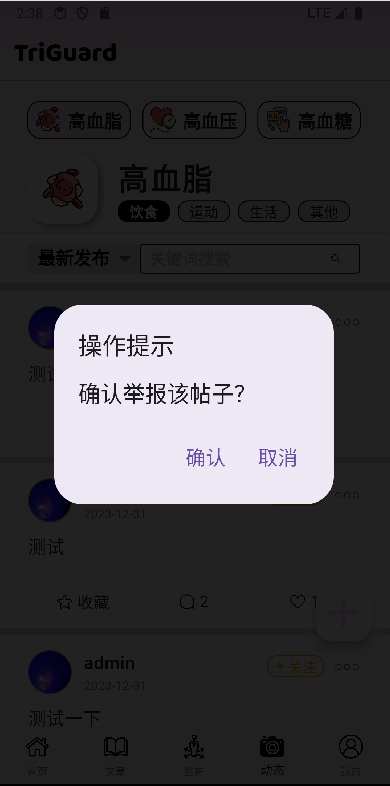 2:38 LTE
TriGuard
高血脂 高血压 高血糖
高血脂
饮食 运动 生活 其他
最新发布 关键词搜索
操作提示
测试
确认举报该帖子?
确认 取消
2023-12-31
测试
收藏 2 1
admin +关注
2023-12-31
测试一下
首页 文章 动态 我的